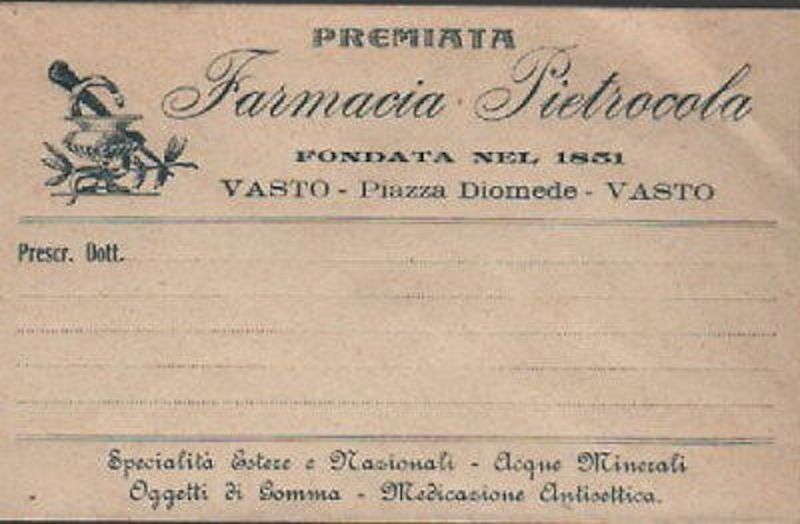 PREMIATA
Farmacia Pietrocola
FONDATA NEL 1851
VASTO - Piazza Diomede - VASTO
Prescr. Dott.
Specialità Estere e Nazionali - Acque Minerali
Oggetti di Gomma - Medicazione Antisettica.